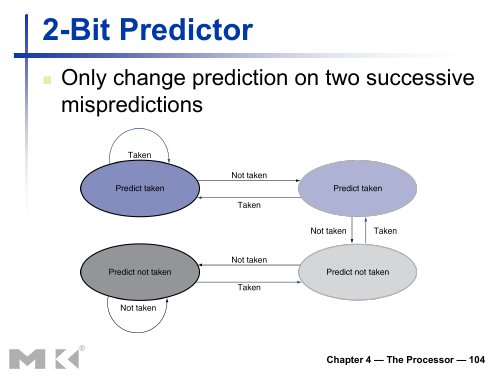 2-Bit Predictor
Only change prediction on two successive
mispredictions
Taken
Not taken
Predict taken
Predict taken
Taken
Not taken
Taken
Not taken
Predict not taken
Predict not taken
Taken
Not taken
MK®
Chapter 4 — The Processor — 104